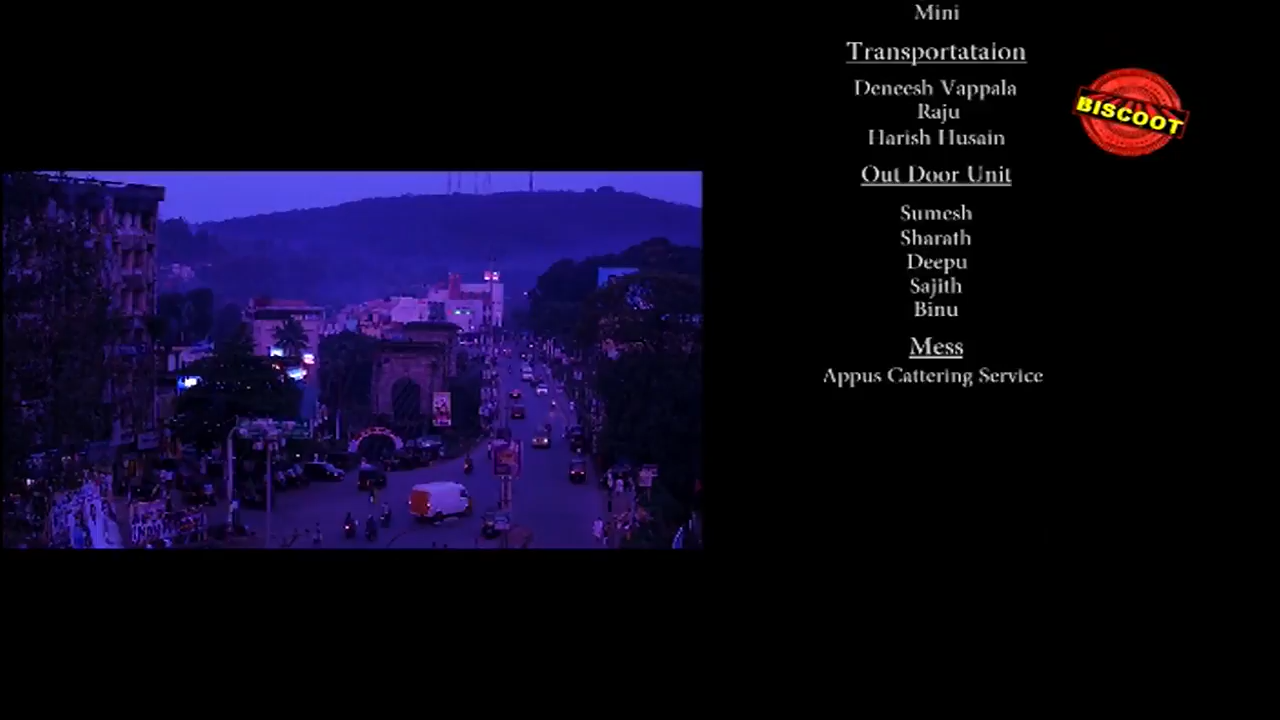 Mini
Transportataion
Deneesh Vappala
Raju
Harish Husain
BISCOOT
Out Door Unit
Sumesh
Sharath
Deepu
Sajith
Binu
Mess
Appus Cattering Service